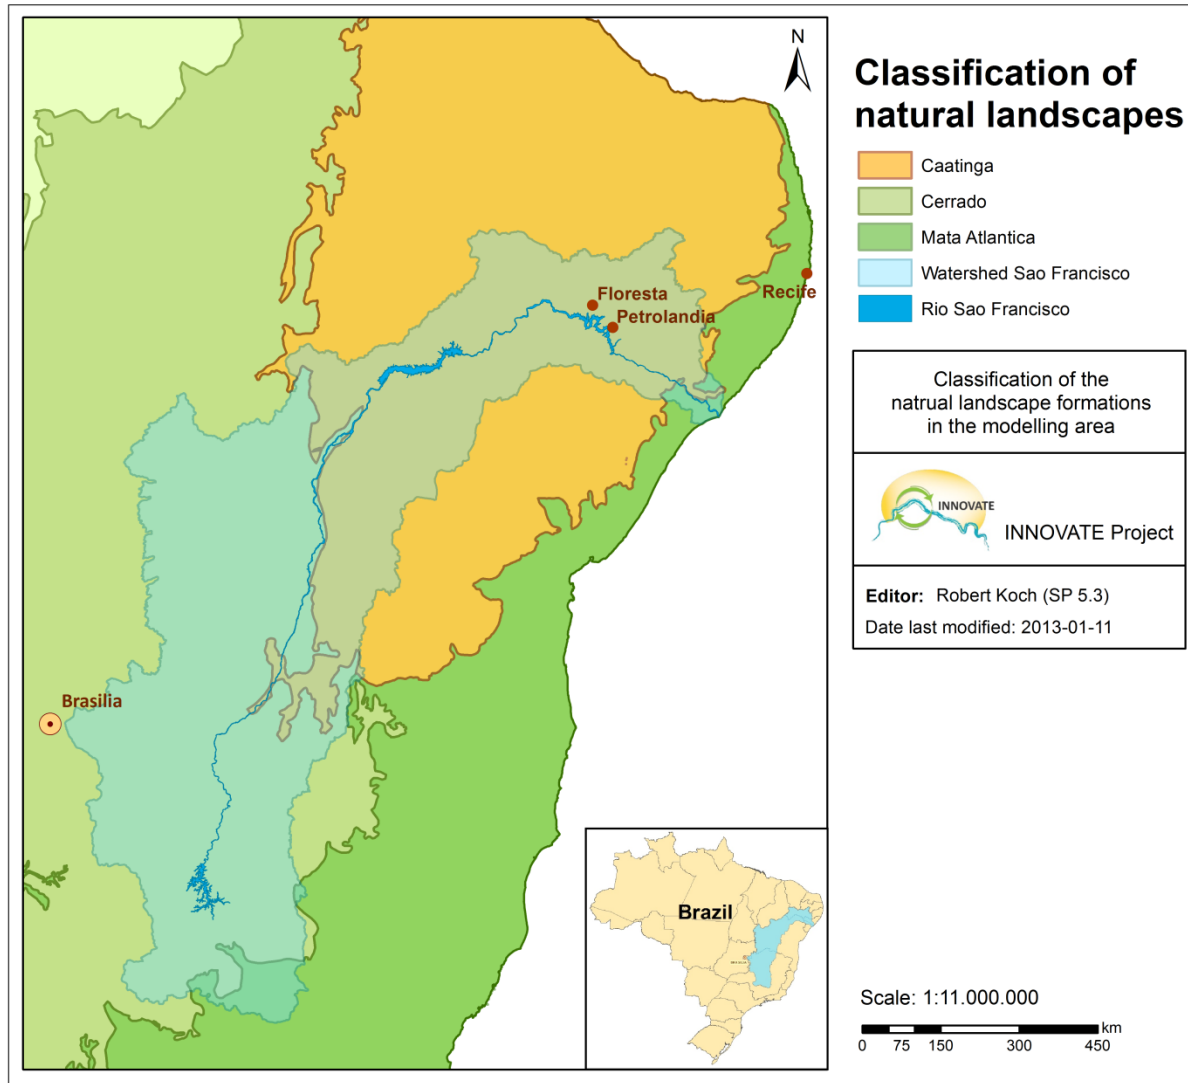 N
Floresta
Petrolandia
Recife
Brasilia
Brazil
Classification of
natural landscapes
Caatinga
Cerrado
Mata Atlantica
Watershed Sao Francisco
Rio Sao Francisco
Classification of the
natrual landscape formations
in the modelling area
INNOVATE
INNOVATE Project
Editor: Robert Koch (SP 5.3)
Date last modified: 2013-01-11
Scale: 1:11.000.000
km
0 75 150 300 450